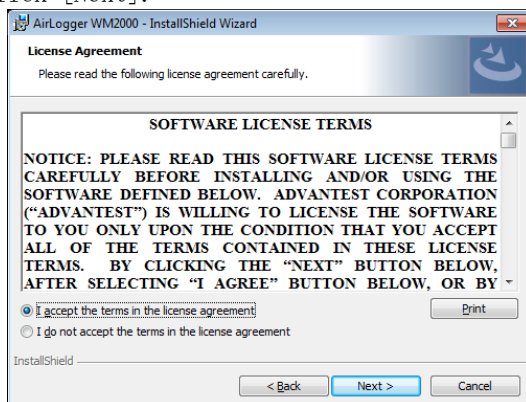 AirLogger WM2000 - InstallShield Wizard
License Agreement
Please read the following license agreement carefully.
SOFTWARE LICENSE TERMS
NOTICE: PLEASE READ THIS SOFTWARE LICENSE TERMS
CAREFULLY BEFORE INSTALLING AND/OR USING THE
SOFTWARE DEFINED BELOW. ADVANTEST CORPORATION
(“ADVANTEST”) IS WILLING TO LICENSE THE SOFTWARE
TO YOU ONLY UPON THE CONDITION THAT YOU ACCEPT
ALL OF THE TERMS CONTAINED IN THESE LICENSE
TERMS. BY CLICKING THE “NEXT” BUTTON BELOW,
AFTER SELECTING “I AGREE” BUTTON BELOW, OR BY
I accept the terms in the license agreement
Print
I do not accept the terms in the license agreement
InstallShield
< Back Next > Cancel